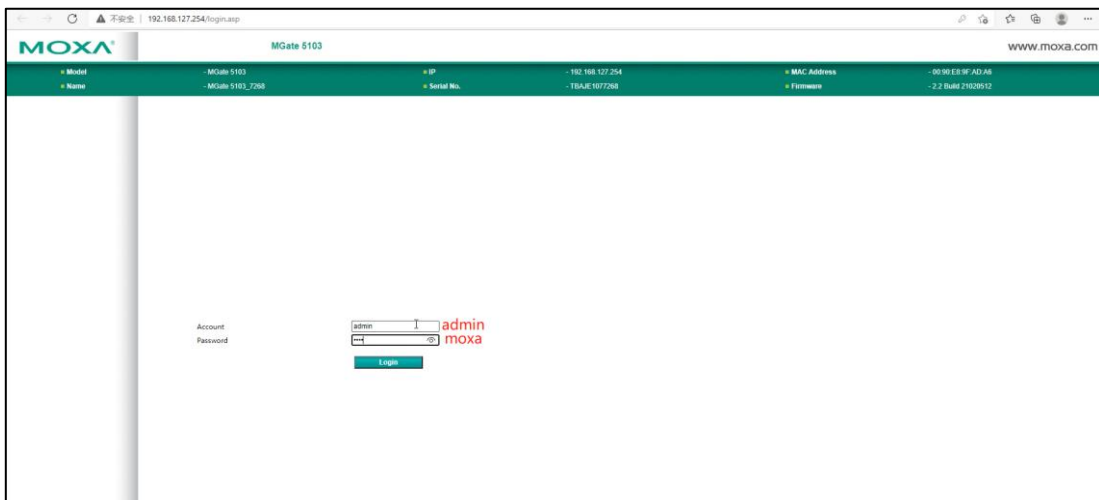 不安全 | 192.168.127.254/login.asp
MOXA® MGate 5103 www.moxa.com
Model - MGate 5103 IP - 192.168.127.254 MAC Address - 00:90:E8:9F:AD:A6
Name - MGate 5103_7268 Serial No. - TBAJE1077268 Firmware - 2.2 Build 21020512
Account admin admin
Password •••• moxa
Login